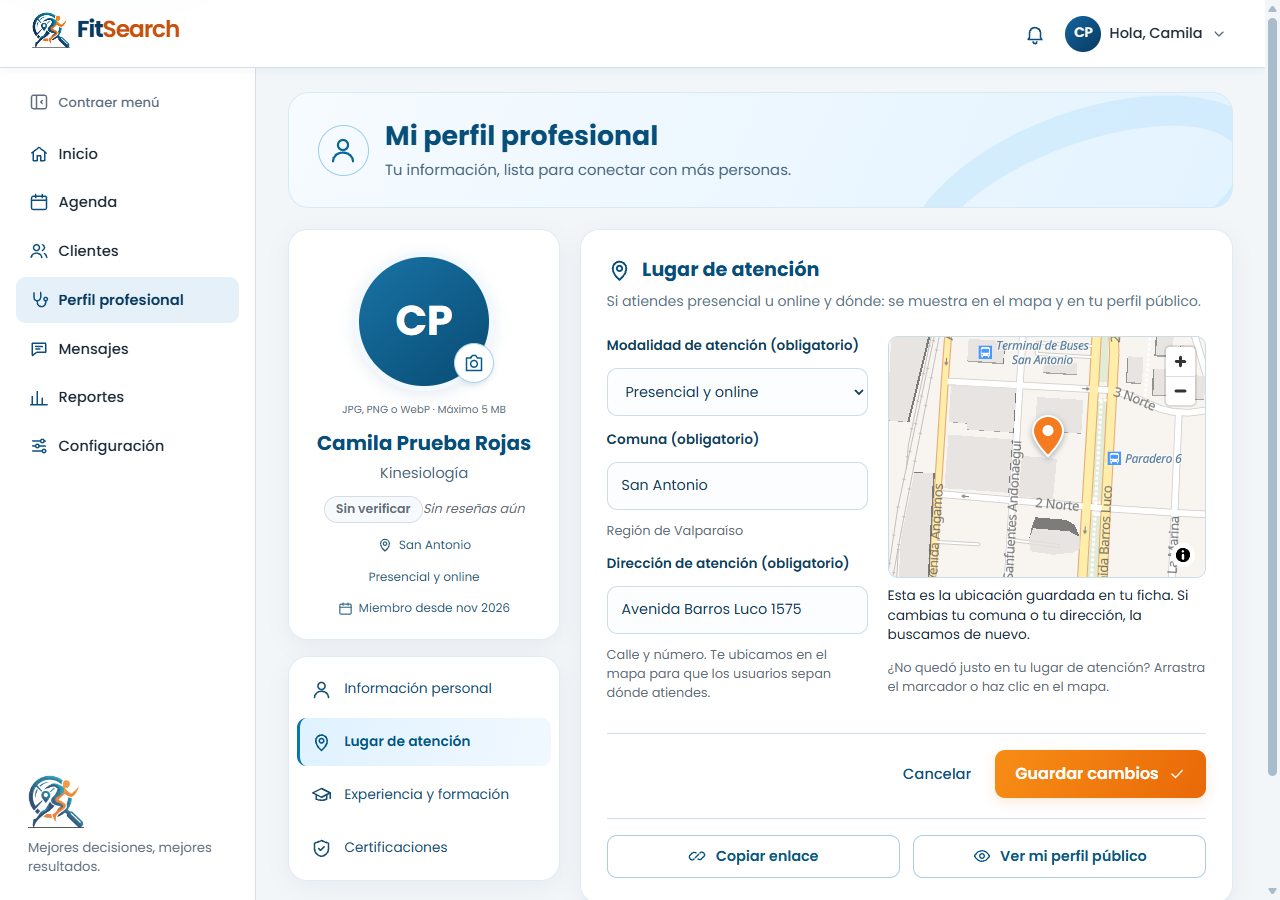 FitSearch
CP
Hola, Camila
Contraer menú
Inicio
Agenda
Clientes
Perfil profesional
Mensajes
Reportes
Configuración
Mejores decisiones, mejores
resultados.
Mi perfil profesional
Tu información, lista para conectar con más personas.
CP
JPG, PNG o WebP · Máximo 5 MB
Camila Prueba Rojas
Kinesiología
Sin verificar
Sin reseñas aún
San Antonio
Presencial y online
Miembro desde nov 2026
Información personal
Lugar de atención
Experiencia y formación
Certificaciones
Lugar de atención
Si atiendes presencial u online y dónde: se muestra en el mapa y en tu perfil público.
Modalidad de atención (obligatorio)
Presencial y online
Comuna (obligatorio)
San Antonio
Región de Valparaíso
Dirección de atención (obligatorio)
Avenida Barros Luco 1575
Calle y número. Te ubicamos en el
mapa para que los usuarios sepan
dónde atiendes.
Terminal de Buses
San Antonio
3 Norte
Paradero 6
2 Norte
Sanfuentes Andonaegui
venida Angamos
nida Barros Luco
+
−
Esta es la ubicación guardada en tu ficha. Si
cambias tu comuna o tu dirección, la
buscamos de nuevo.
¿No quedó justo en tu lugar de atención? Arrastra
el marcador o haz clic en el mapa.
Cancelar
Guardar cambios
Copiar enlace
Ver mi perfil público